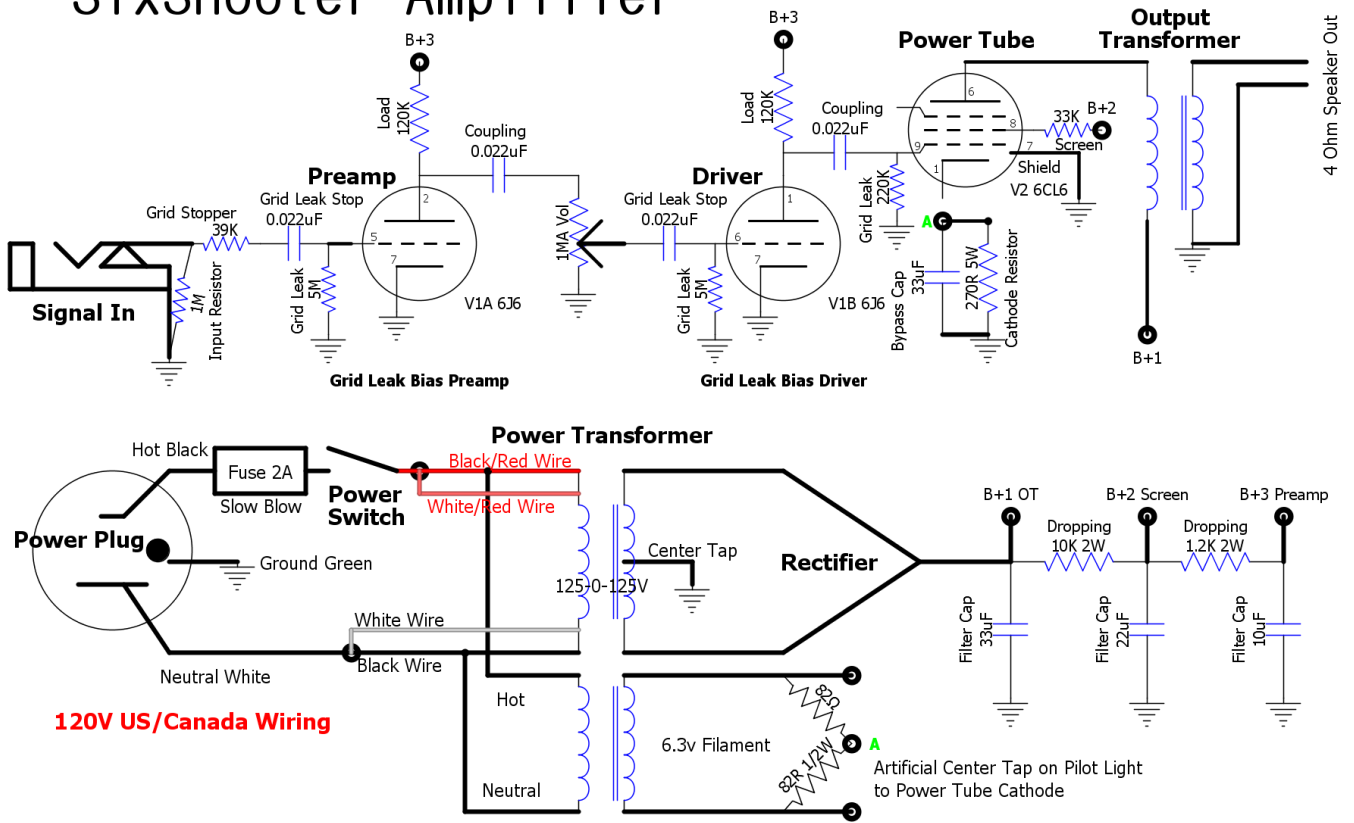 SixShooter Amplifier
B+3
Load
120K
Coupling
0.022uF
Preamp
Grid Stopper
39K
Grid Leak Stop
0.022uF
2
5
7
V1A 6J6
Grid Leak
5M
1M
Input Resistor
Signal In
Grid Leak Bias Preamp
1MA Vol
B+3
Load
120K
Coupling
0.022uF
Driver
Grid Leak Stop
0.022uF
1
6
7
V1B 6J6
Grid Leak
5M
Grid Leak Bias Driver
Power Tube
6
8
9
7
1
33K
B+2
Screen
Shield
V2 6CL6
Grid Leak
220K
A
Bypass Cap
33uF
270R 5W
Cathode Resistor
Output
Transformer
B+1
4 Ohm Speaker Out
Power Transformer
Hot Black
Fuse 2A
Slow Blow
Power
Switch
Black/Red Wire
White/Red Wire
Power Plug
Ground Green
Center Tap
125-0-125V
Rectifier
White Wire
Black Wire
Neutral White
120V US/Canada Wiring
Hot
Neutral
6.3v Filament
82Ω
82R 1/2W
A
Artificial Center Tap on Pilot Light
to Power Tube Cathode
B+1 OT
B+2 Screen
B+3 Preamp
Dropping
10K 2W
Dropping
1.2K 2W
Filter Cap
33uF
Filter Cap
22uF
Filter Cap
10uF